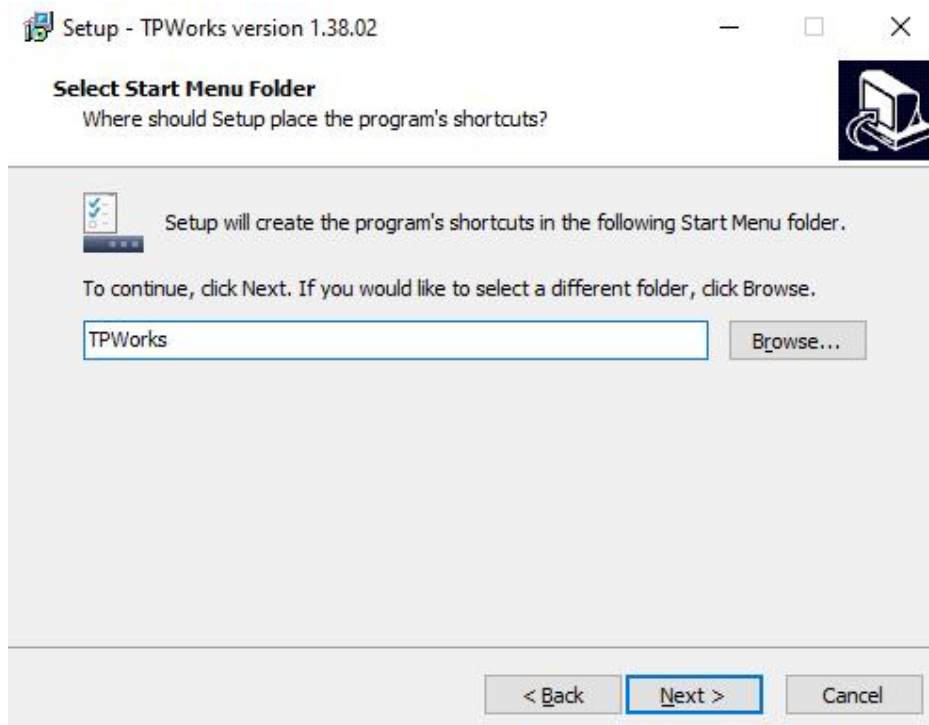 Setup - TPWorks version 1.38.02
Select Start Menu Folder
Where should Setup place the program's shortcuts?
Setup will create the program's shortcuts in the following Start Menu folder.
To continue, click Next. If you would like to select a different folder, click Browse.
TPWorks
Browse...
< Back
Next >
Cancel